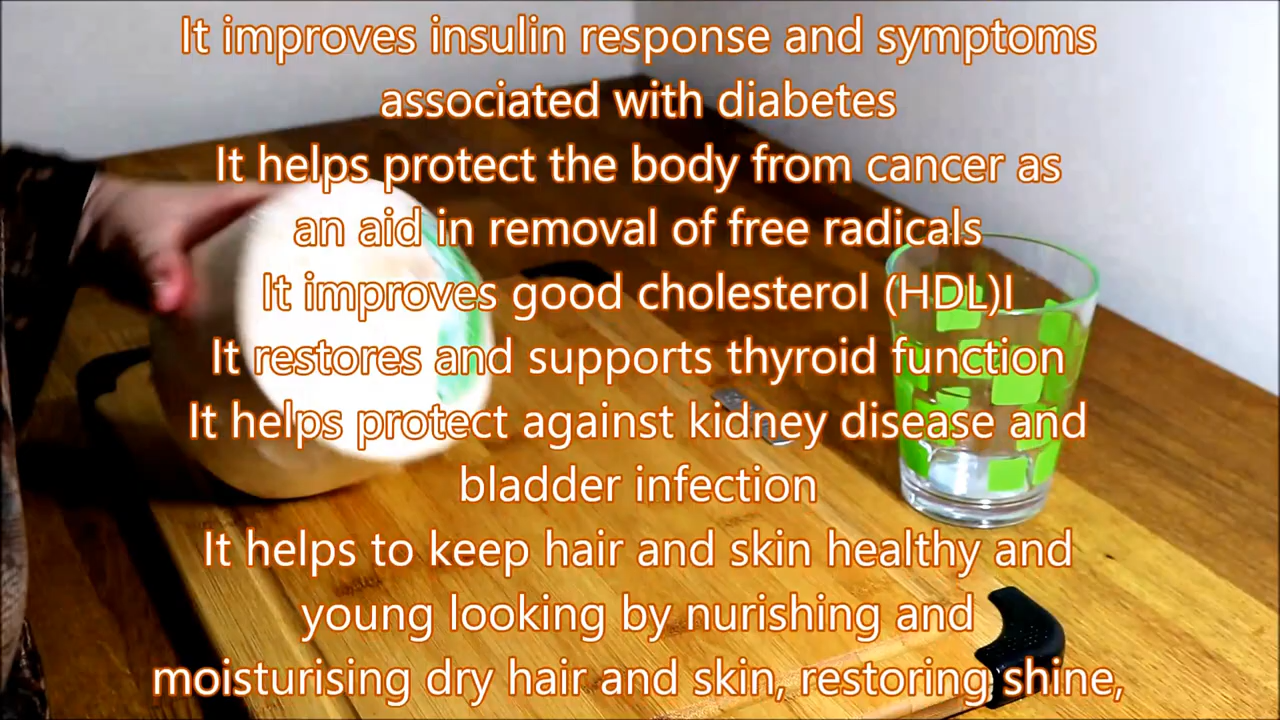 It improves insulin response and symptoms
associated with diabetes
It helps protect the body from cancer as
an aid in removal of free radicals
It improves good cholesterol (HDL)I
It restores and supports thyroid function
It helps protect against kidney disease and
bladder infection
It helps to keep hair and skin healthy and
young looking by nurishing and
moisturising dry hair and skin, restoring shine,